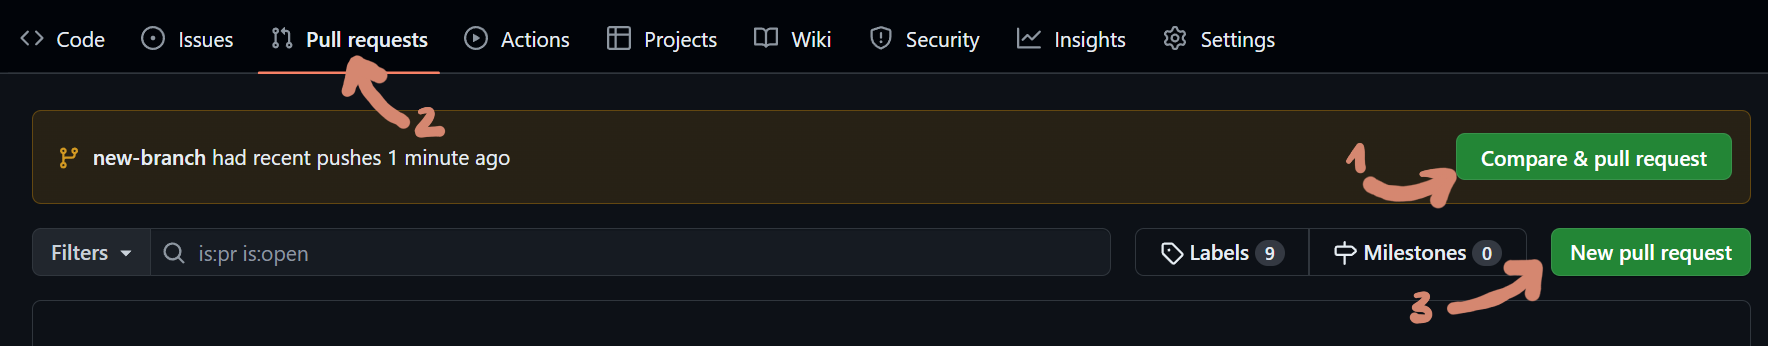 Code Issues Pull requests Actions Projects Wiki Security Insights Settings
2
new-branch had recent pushes 1 minute ago
1
Compare & pull request
Filters is:pr is:open Labels 9 Milestones 0 New pull request
3